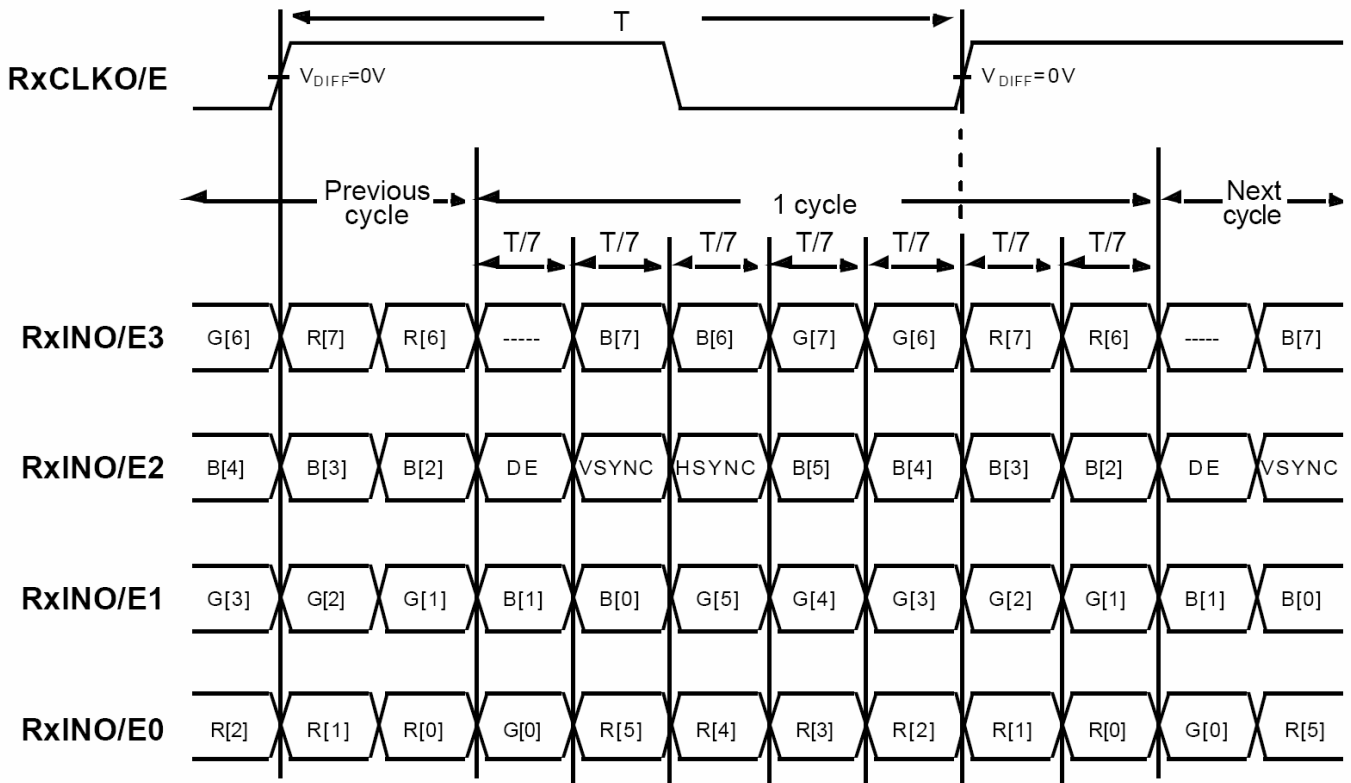 T
RxCLKO/E
VDIFF=0V
VDIFF=0V
Previous
cycle
1 cycle
Next
cycle
T/7 T/7 T/7 T/7 T/7 T/7 T/7
RxINO/E3
G[6] R[7] R[6] ----- B[7] B[6] G[7] G[6] R[7] R[6] ----- B[7]
RxINO/E2
B[4] B[3] B[2] DE VSYNC HSYNC B[5] B[4] B[3] B[2] DE VSYNC
RxINO/E1
G[3] G[2] G[1] B[1] B[0] G[5] G[4] G[3] G[2] G[1] B[1] B[0]
RxINO/E0
R[2] R[1] R[0] G[0] R[5] R[4] R[3] R[2] R[1] R[0] G[0] R[5]